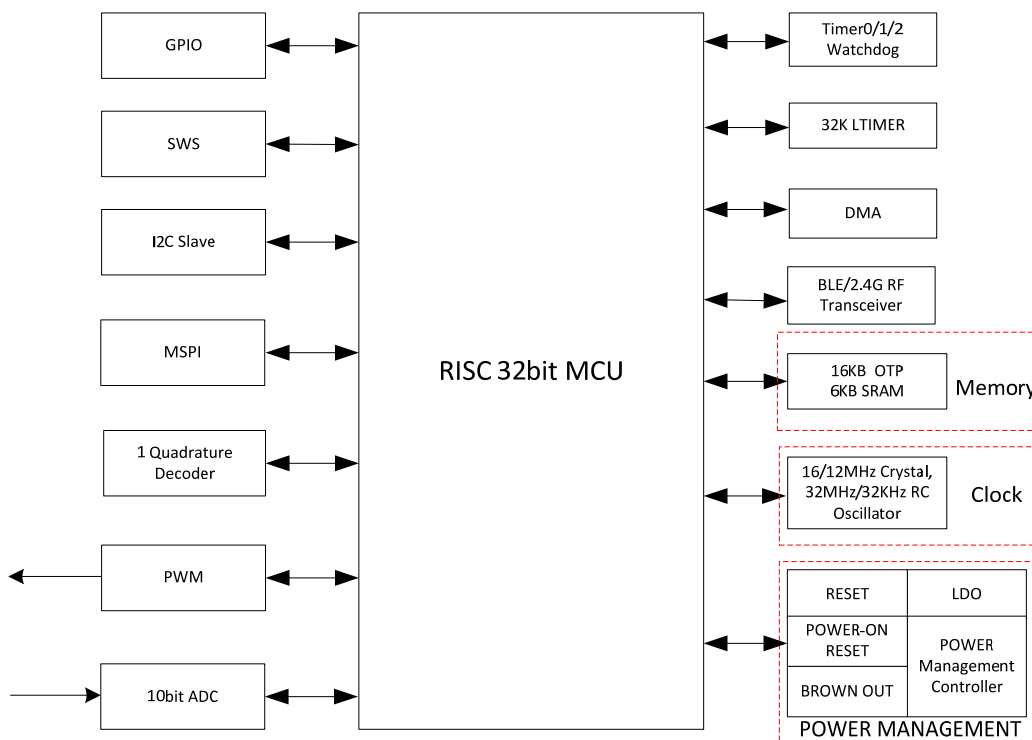 GPIO
SWS
I2C Slave
MSPI
1 Quadrature
Decoder
PWM
10bit ADC
RISC 32bit MCU
Timer0/1/2
Watchdog
32K LTIMER
DMA
BLE/2.4G RF
Transceiver
16KB OTP
6KB SRAM
Memory
16/12MHz Crystal,
32MHz/32KHz RC
Oscillator
Clock
RESET
LDO
POWER-ON
RESET
BROWN OUT
POWER
Management
Controller
POWER MANAGEMENT